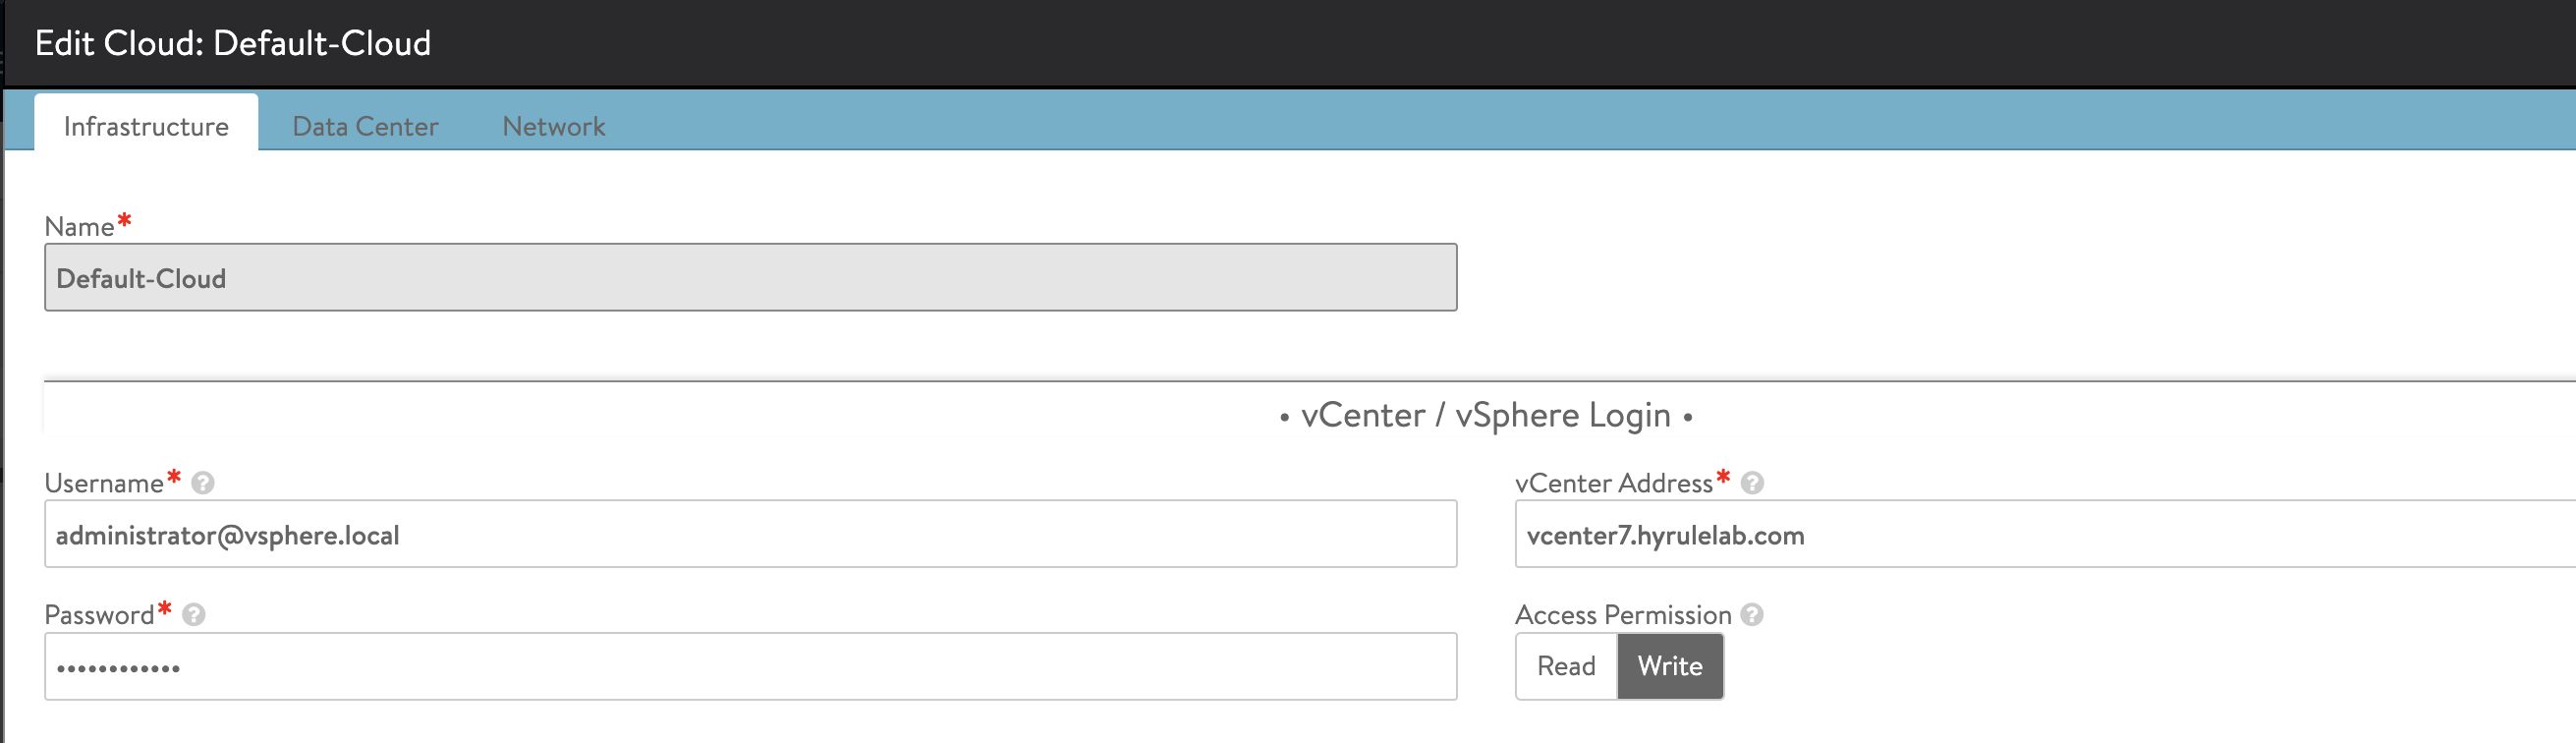 Edit Cloud: Default-Cloud
Infrastructure Data Center Network
Name*
Default-Cloud
• vCenter / vSphere Login •
Username* ?
administrator@vsphere.local
vCenter Address* ?
vcenter7.hyrulelab.com
Password* ?
••••••••••••
Access Permission ?
Read Write